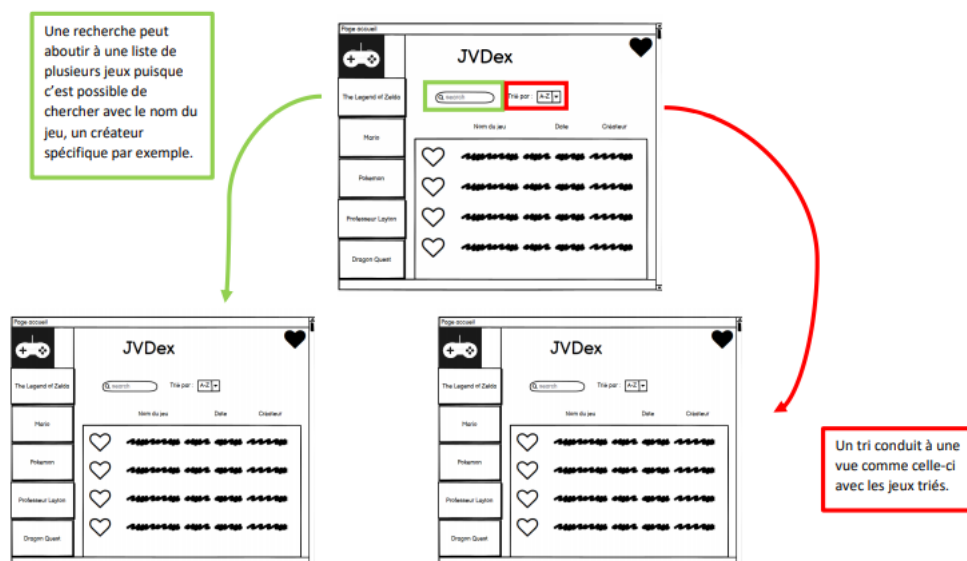 Une recherche peut
aboutir à une liste de
plusieurs jeux puisque
c'est possible de
chercher avec le nom du
jeu, un créateur
spécifique par exemple.
Page accueil
JVDex
The Legend of Zelda
search
Trié par :
A-Z
Nom du jeu
Date
Créateur
Mario
Pokemon
Professeur Layton
Dragon Quest
Page accueil
JVDex
The Legend of Zelda
search
Trié par :
A-Z
Nom du jeu
Date
Créateur
Mario
Pokemon
Professeur Layton
Dragon Quest
Page accueil
JVDex
The Legend of Zelda
search
Trié par :
A-Z
Nom du jeu
Date
Créateur
Mario
Pokemon
Professeur Layton
Dragon Quest
Un tri conduit à une
vue comme celle-ci
avec les jeux triés.